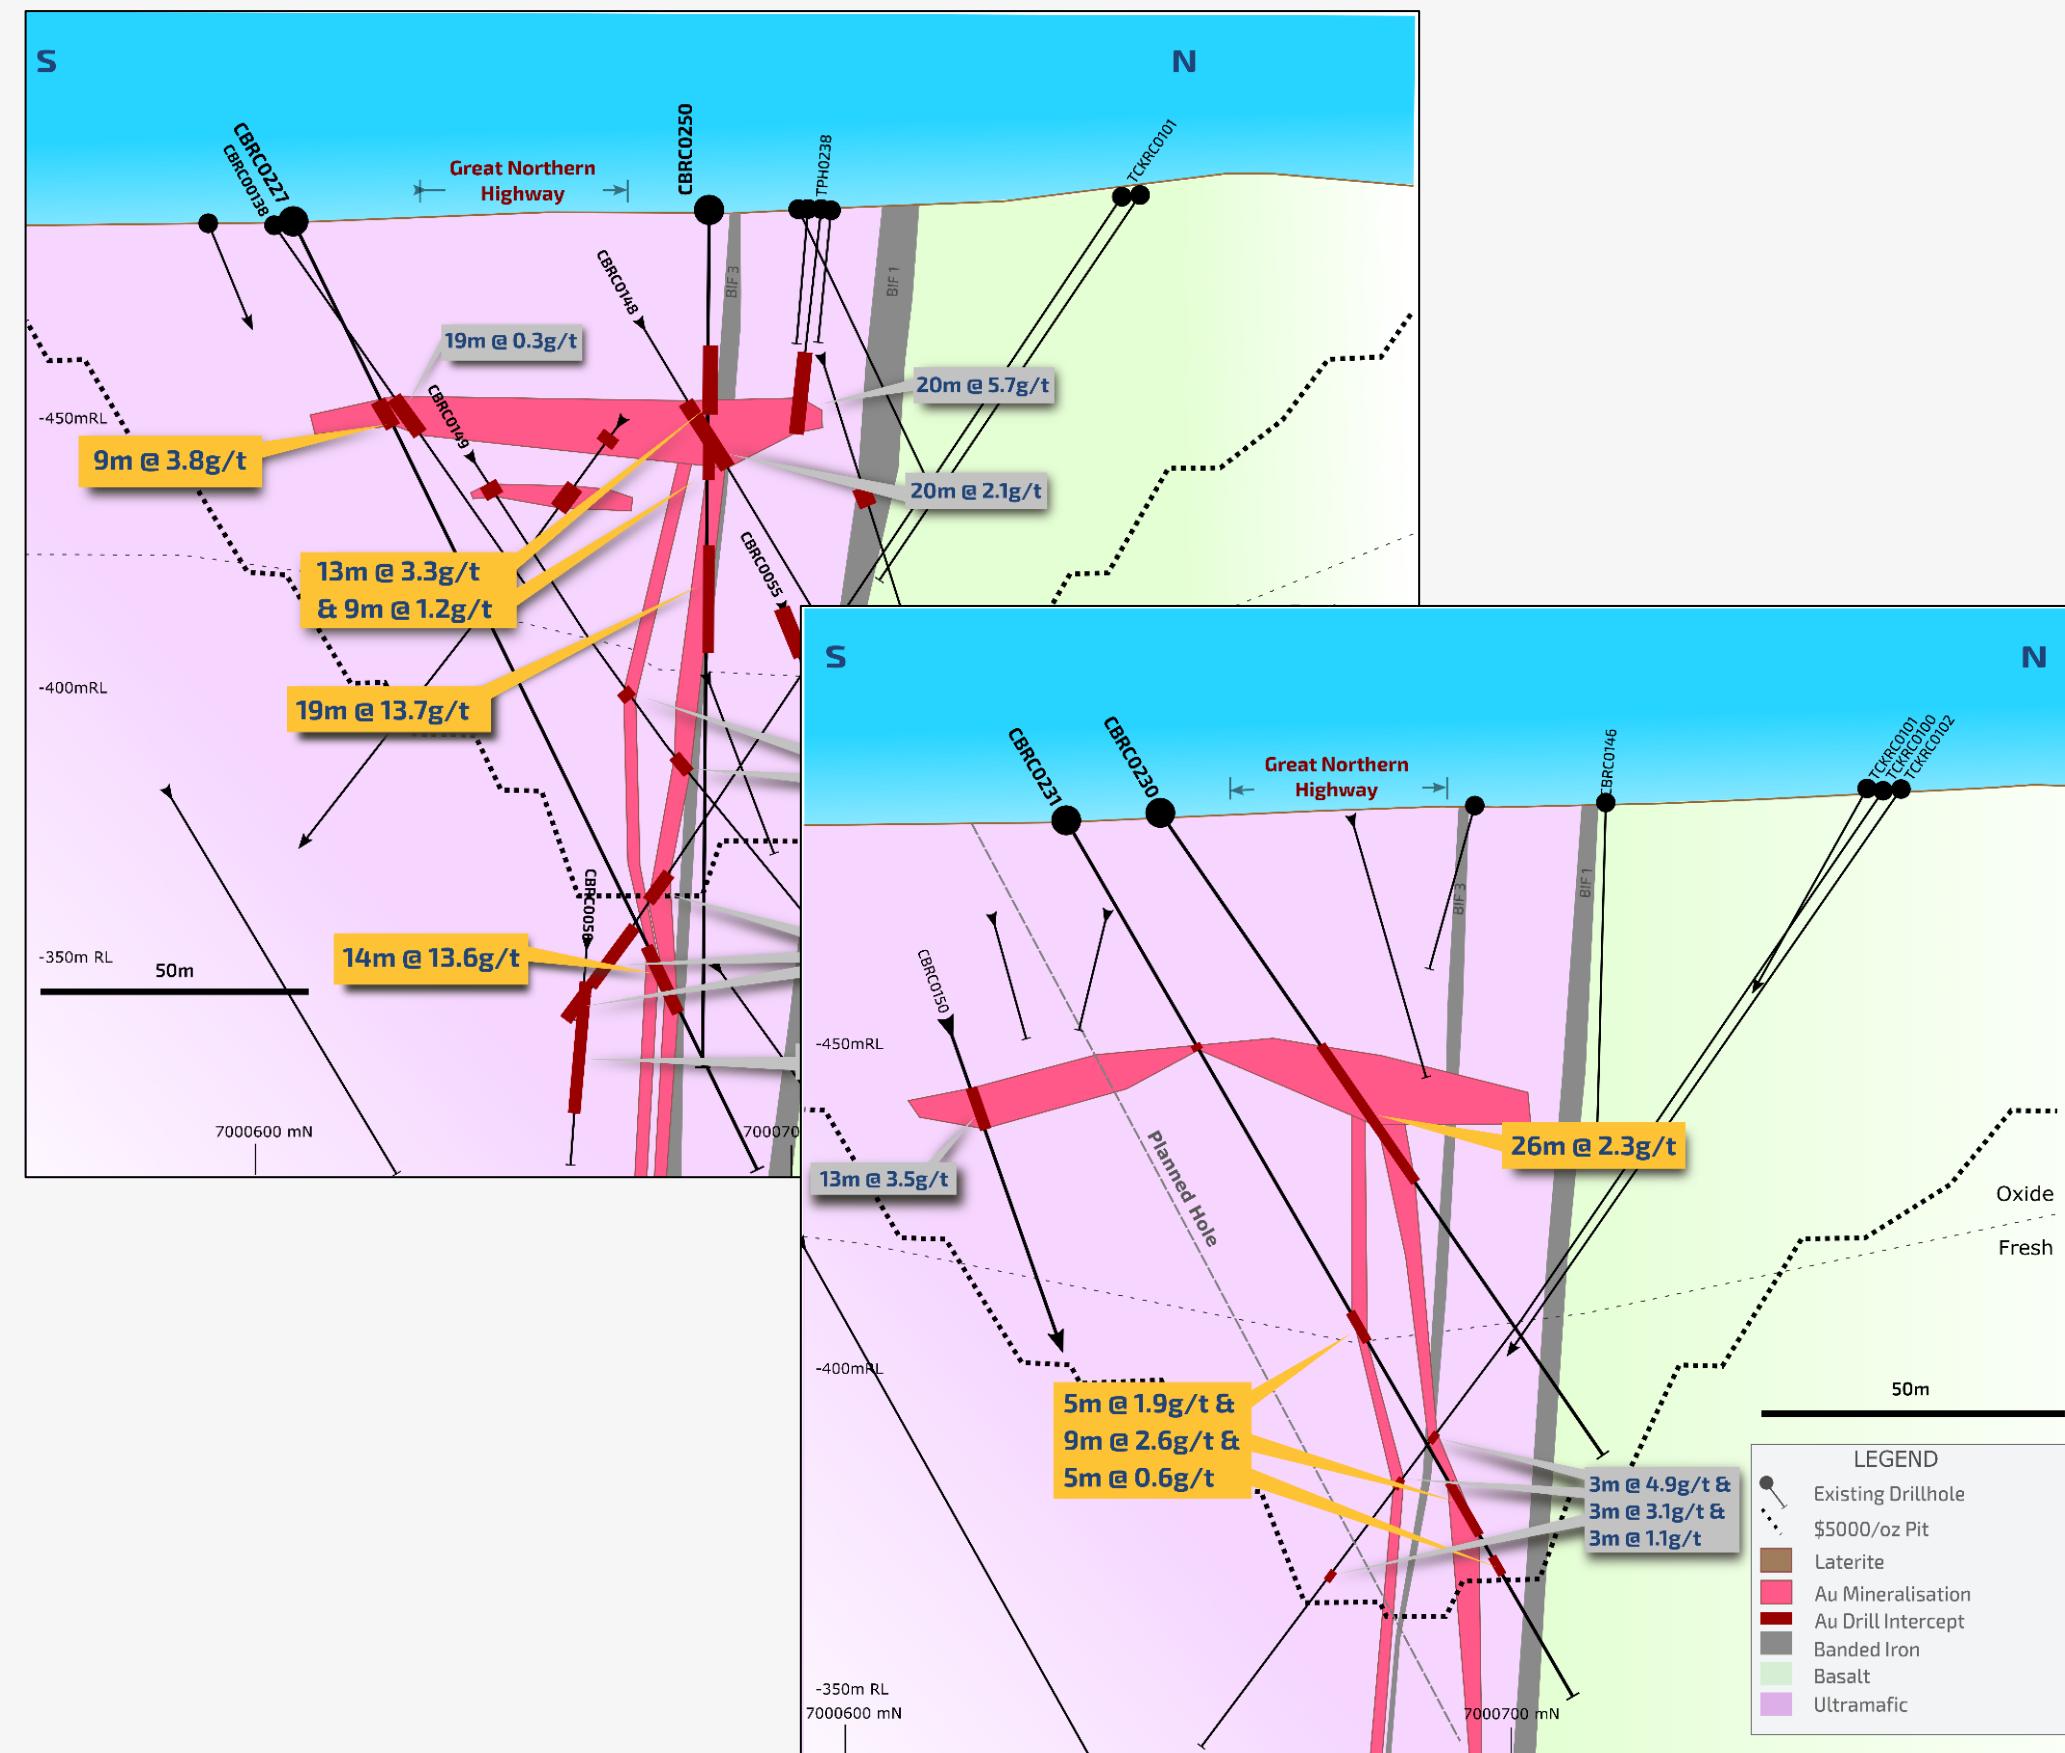 S
N
CBRC00138
CBRC0227
Great Northern
Highway
CBRC0250
TPH0238
TCKRC0101
CBRC0148
BIF 3
BIF 1
19m @ 0.3g/t
20m @ 5.7g/t
-450mRL
CBRC0149
9m @ 3.8g/t
20m @ 2.1g/t
CBRC0055
13m @ 3.3g/t
& 9m @ 1.2g/t
-400mRL
19m @ 13.7g/t
-350m RL
50m
14m @ 13.6g/t
7000600 mN
700070
S
N
CBRC0231
CBRC0230
Great Northern
Highway
CBRC0146
TCKRC0101
TCKRC0100
TCKRC0102
BIF 3
BIF 1
CBRC0150
-450mRL
Planned Hole
13m @ 3.5g/t
26m @ 2.3g/t
Oxide
Fresh
-400mRL
5m @ 1.9g/t &
9m @ 2.6g/t &
5m @ 0.6g/t
50m
3m @ 4.9g/t &
3m @ 3.1g/t &
3m @ 1.1g/t
LEGEND
Existing Drillhole
$5000/oz Pit
Laterite
Au Mineralisation
Au Drill Intercept
Banded Iron
Basalt
Ultramafic
-350m RL
7000600 mN
7000700 mN